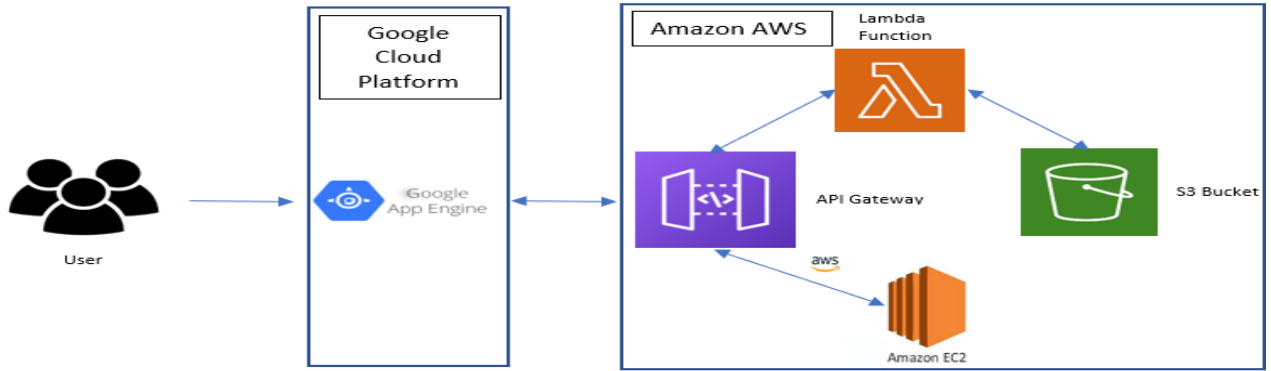 User
Google
Cloud
Platform
Google
App Engine
Amazon AWS
Lambda
Function
API Gateway
S3 Bucket
aws
Amazon EC2